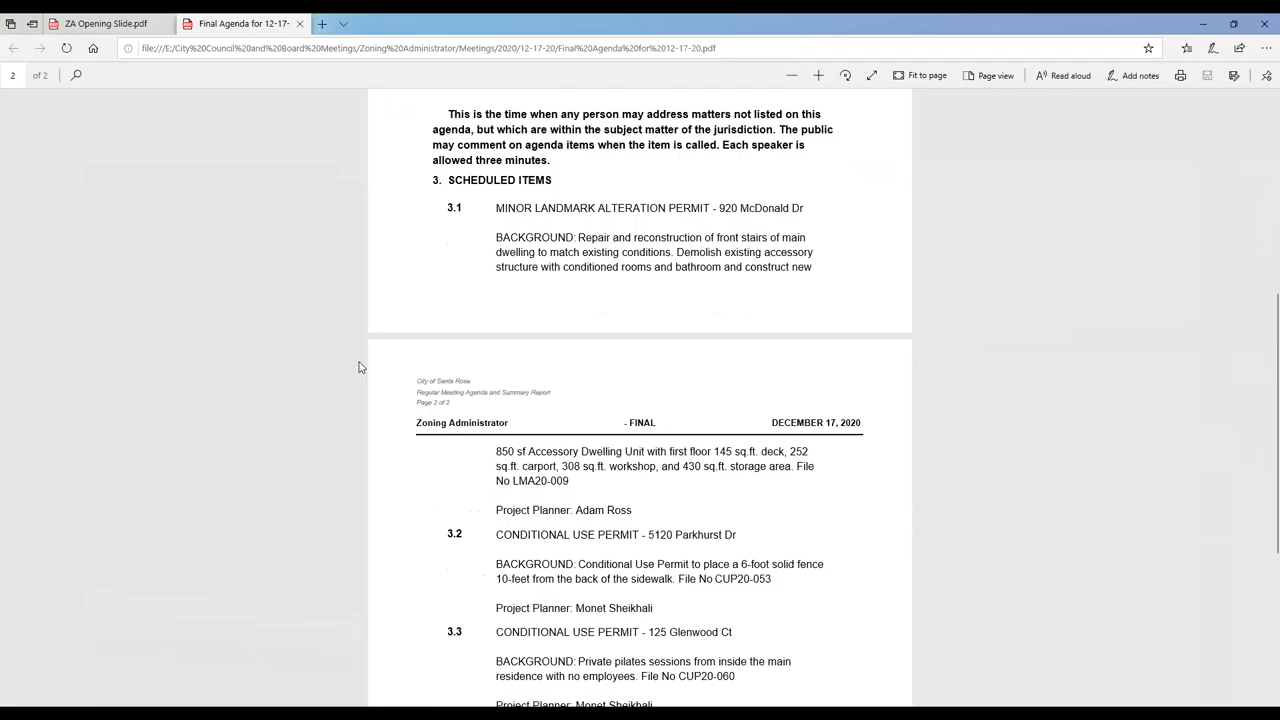 ZA Opening Slide.pdf
Final Agenda for 12-17-
file:///E:/City%20Council%20and%20Board%20Meetings/Zoning%20Administrator/Meetings/2020/12-17-20/Final%20Agenda%20for%2012-17-20.pdf
2 of 2 Fit to page Page view Read aloud Add notes
This is the time when any person may address matters not listed on this
agenda, but which are within the subject matter of the jurisdiction. The public
may comment on agenda items when the item is called. Each speaker is
allowed three minutes.
3. SCHEDULED ITEMS
3.1 MINOR LANDMARK ALTERATION PERMIT - 920 McDonald Dr
BACKGROUND: Repair and reconstruction of front stairs of main
dwelling to match existing conditions. Demolish existing accessory
structure with conditioned rooms and bathroom and construct new
City of Santa Rosa
Regular Meeting Agenda and Summary Report
Page 2 of 2
Zoning Administrator - FINAL DECEMBER 17, 2020
850 sf Accessory Dwelling Unit with first floor 145 sq.ft. deck, 252
sq.ft. carport, 308 sq.ft. workshop, and 430 sq.ft. storage area. File
No LMA20-009
Project Planner: Adam Ross
3.2 CONDITIONAL USE PERMIT - 5120 Parkhurst Dr
BACKGROUND: Conditional Use Permit to place a 6-foot solid fence
10-feet from the back of the sidewalk. File No CUP20-053
Project Planner: Monet Sheikhali
3.3 CONDITIONAL USE PERMIT - 125 Glenwood Ct
BACKGROUND: Private pilates sessions from inside the main
residence with no employees. File No CUP20-060
Project Planner: Monet Sheikhali